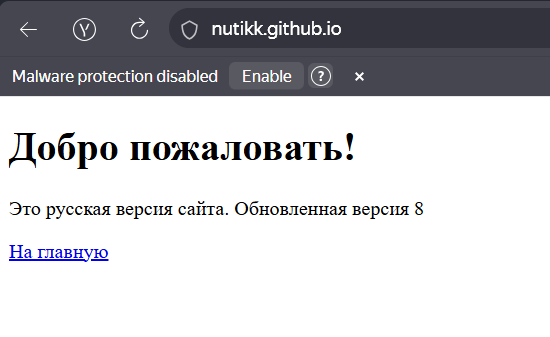 nutikk.github.io
Malware protection disabled Enable ? ×
Добро пожаловать!
Это русская версия сайта. Обновленная версия 8
На главную